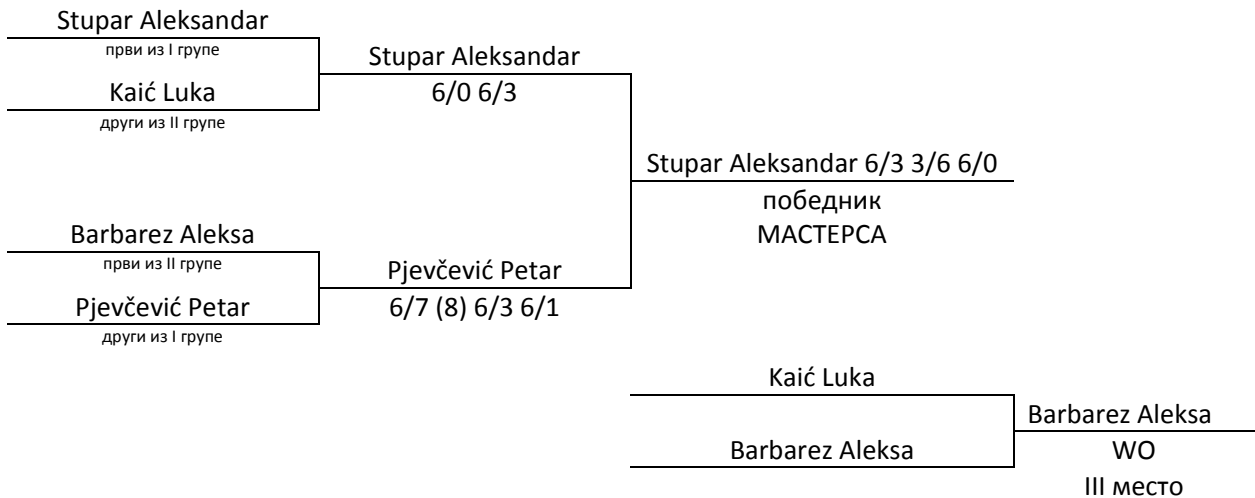 Stupar Aleksandar
први из I групе
Stupar Aleksandar
Kaić Luka
6/0 6/3
други из II групе
Stupar Aleksandar 6/3 3/6 6/0
победник
МАСТЕРСА
Barbarez Aleksa
први из II групе
Pjevčević Petar
Pjevčević Petar
6/7 (8) 6/3 6/1
други из I групе
Kaić Luka
Barbarez Aleksa
Barbarez Aleksa
WO
III место